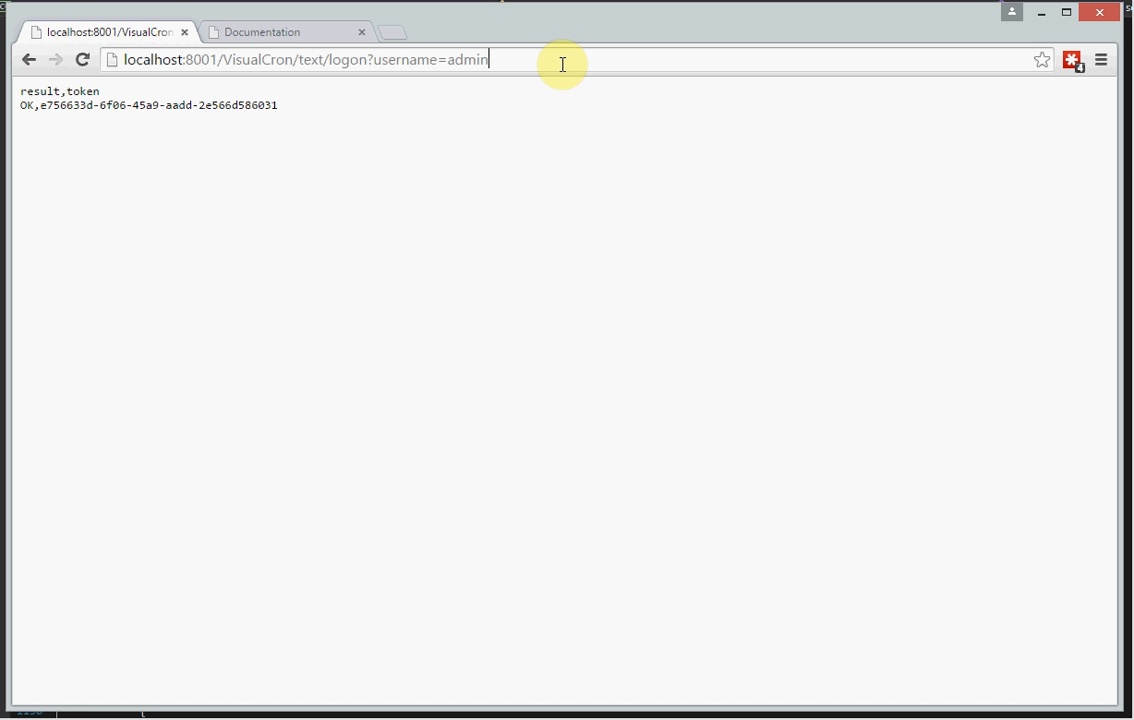 localhost:8001/VisualCron
Documentation
localhost:8001/VisualCron/text/logon?username=admin
4
result,token
OK,e756633d-6f06-45a9-aadd-2e566d586031